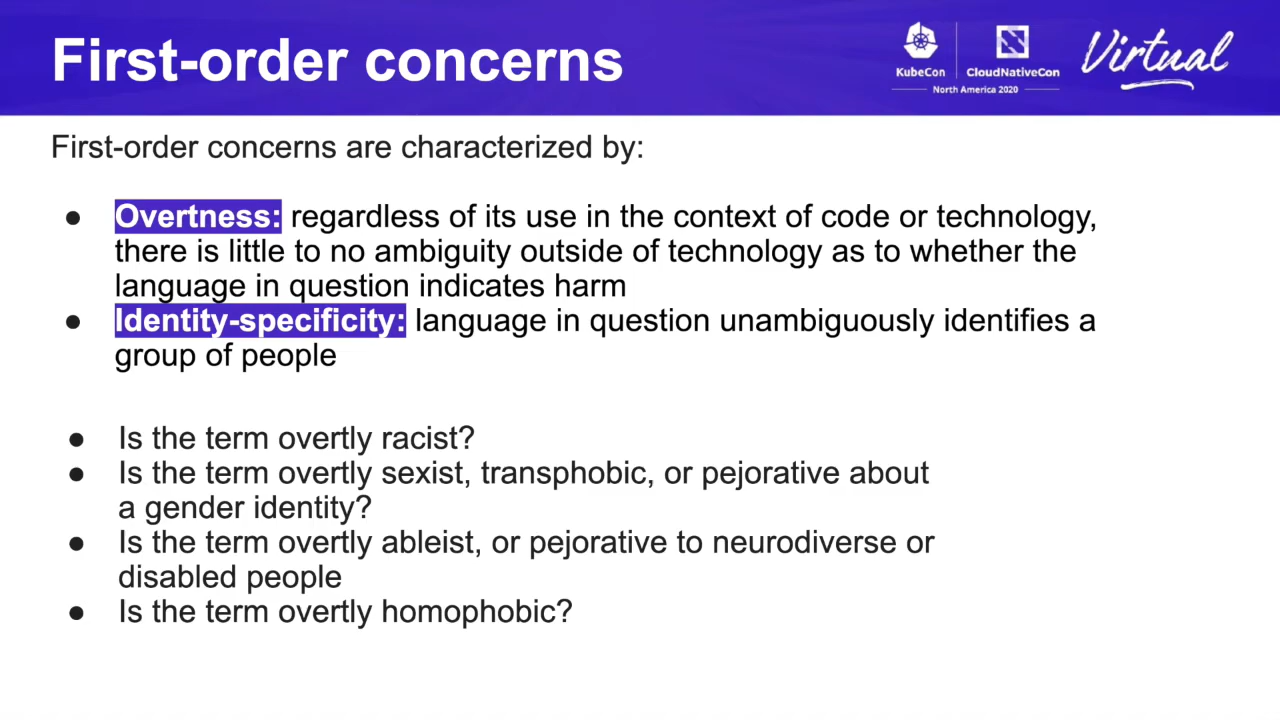 First-order concerns
KubeCon
CloudNativeCon
North America 2020
Virtual
First-order concerns are characterized by:
● Overtness: regardless of its use in the context of code or technology,
there is little to no ambiguity outside of technology as to whether the
language in question indicates harm
● Identity-specificity: language in question unambiguously identifies a
group of people
● Is the term overtly racist?
● Is the term overtly sexist, transphobic, or pejorative about
a gender identity?
● Is the term overtly ableist, or pejorative to neurodiverse or
disabled people
● Is the term overtly homophobic?